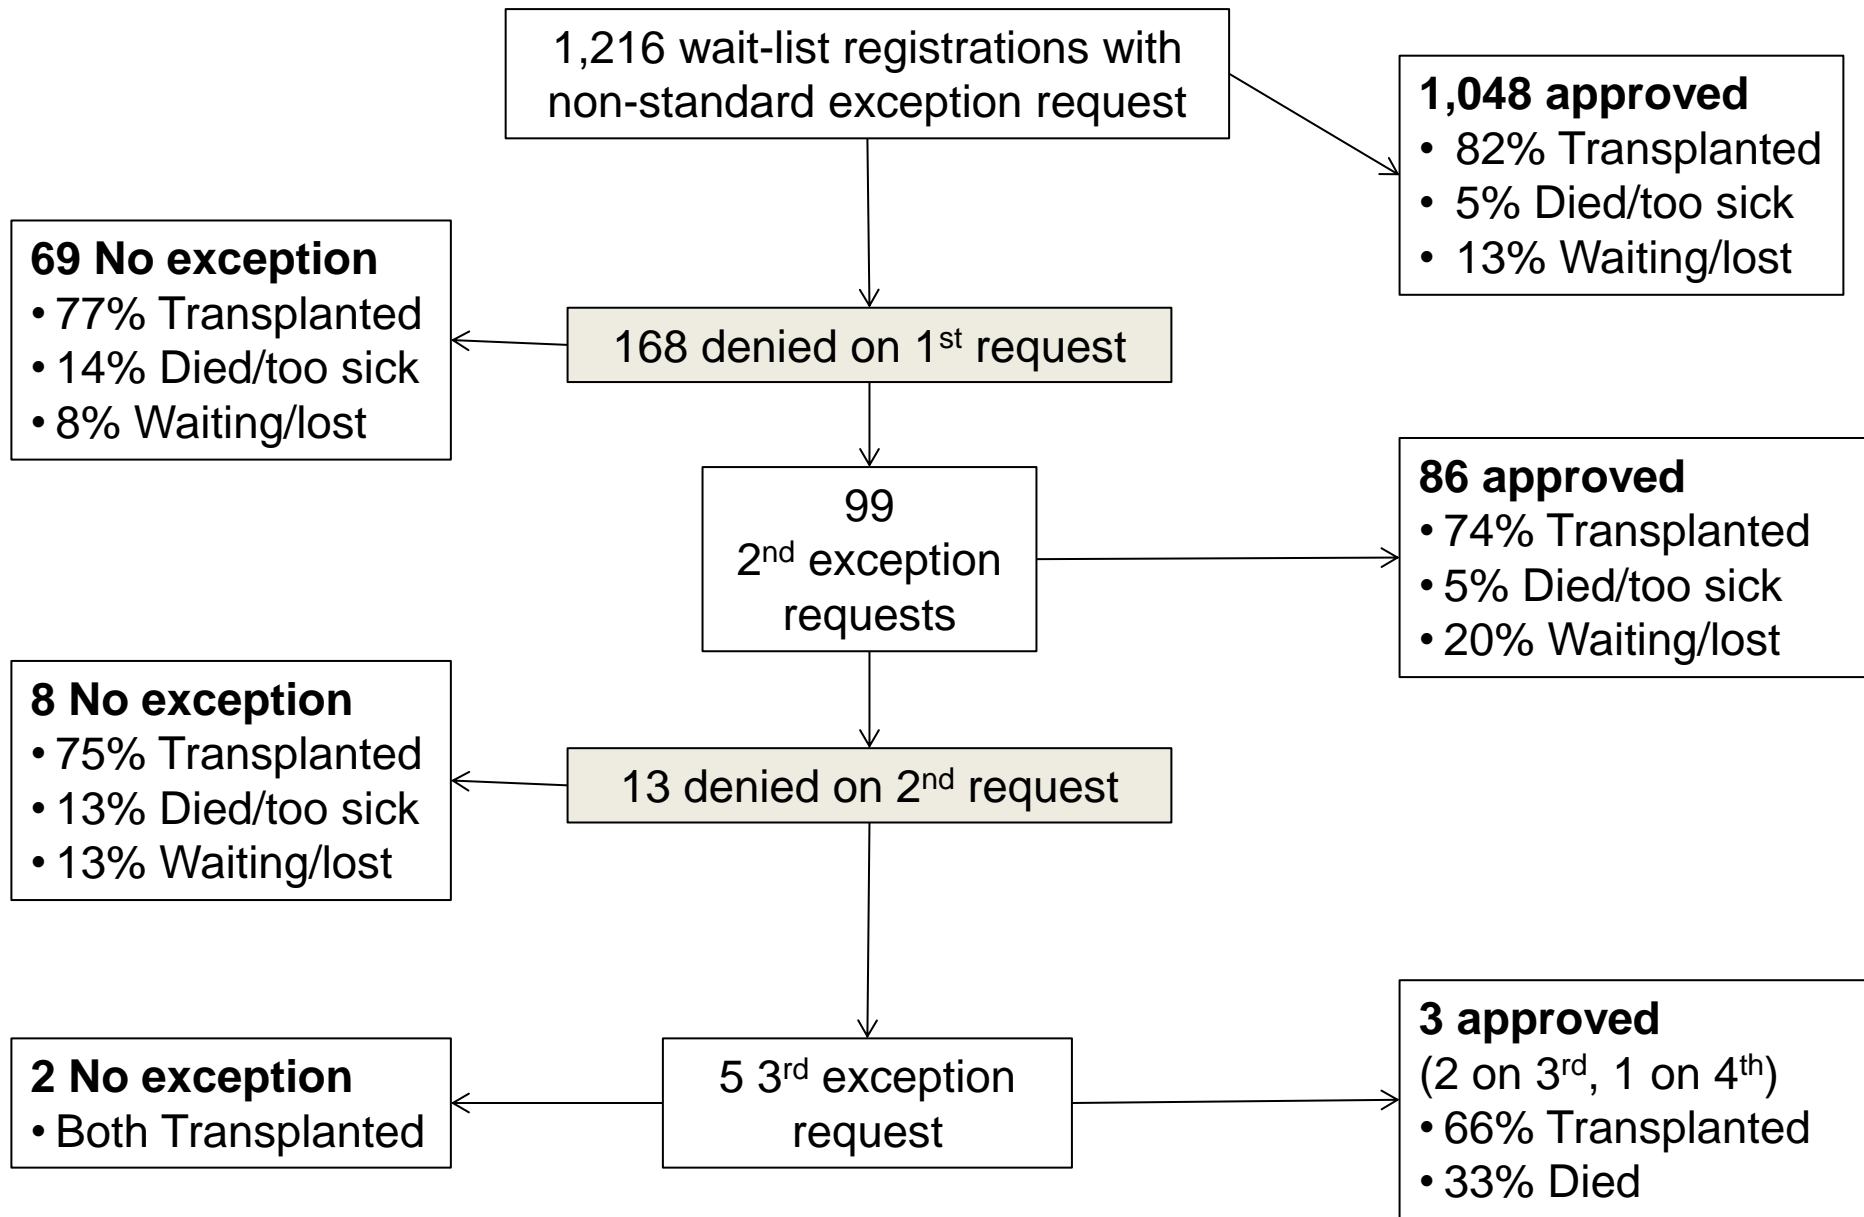 1,216 wait-list registrations with
non-standard exception request
1,048 approved
• 82% Transplanted
• 5% Died/too sick
• 13% Waiting/lost
69 No exception
• 77% Transplanted
• 14% Died/too sick
• 8% Waiting/lost
168 denied on 1st request
99
2nd exception
requests
86 approved
• 74% Transplanted
• 5% Died/too sick
• 20% Waiting/lost
8 No exception
• 75% Transplanted
• 13% Died/too sick
• 13% Waiting/lost
13 denied on 2nd request
2 No exception
• Both Transplanted
5 3rd exception
request
3 approved
(2 on 3rd, 1 on 4th)
• 66% Transplanted
• 33% Died